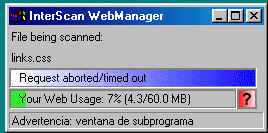 InterScan WebManager
File being scanned:
links.css
Request aborted/timed out
Your Web Usage: 7% (4.3/60.0 MB)
?
Advertencia: ventana de subprograma